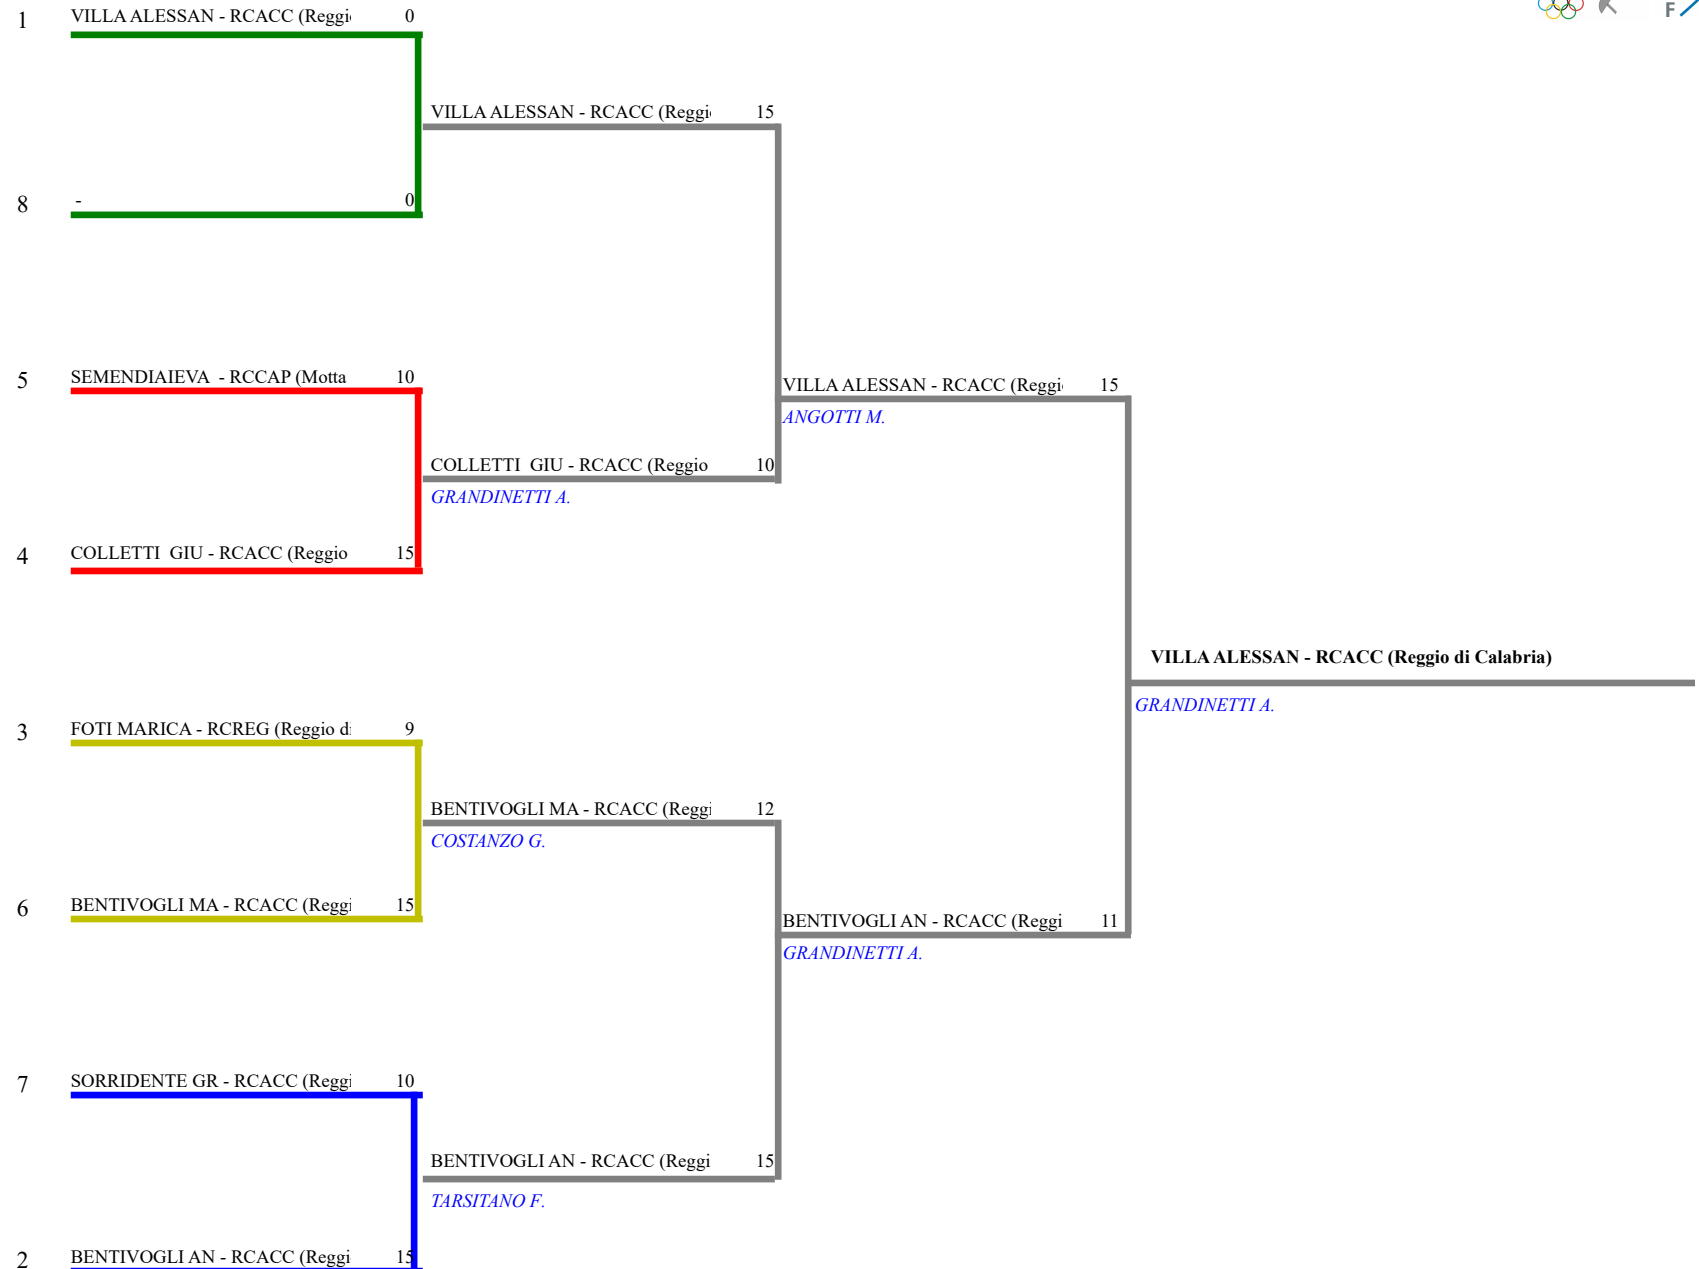 1 VILLA ALESSAN - RCACC (Reggi 0
F
VILLA ALESSAN - RCACC (Reggi 15
8 - 0
5 SEMENDIAIEVA - RCCAP (Motta 10
VILLA ALESSAN - RCACC (Reggi 15
ANGOTTI M.
COLLETTI GIU - RCACC (Reggio 10
GRANDINETTI A.
4 COLLETTI GIU - RCACC (Reggio 15
VILLA ALESSAN - RCACC (Reggio di Calabria)
GRANDINETTI A.
3 FOTI MARICA - RCREG (Reggio di 9
BENTIVOGLI MA - RCACC (Reggi 12
COSTANZO G.
6 BENTIVOGLI MA - RCACC (Reggi 15
BENTIVOGLI AN - RCACC (Reggi 11
GRANDINETTI A.
7 SORRIDENTE GR - RCACC (Reggi 10
BENTIVOGLI AN - RCACC (Reggi 15
TARSITANO F.
2 BENTIVOGLI AN - RCACC (Reggi 15